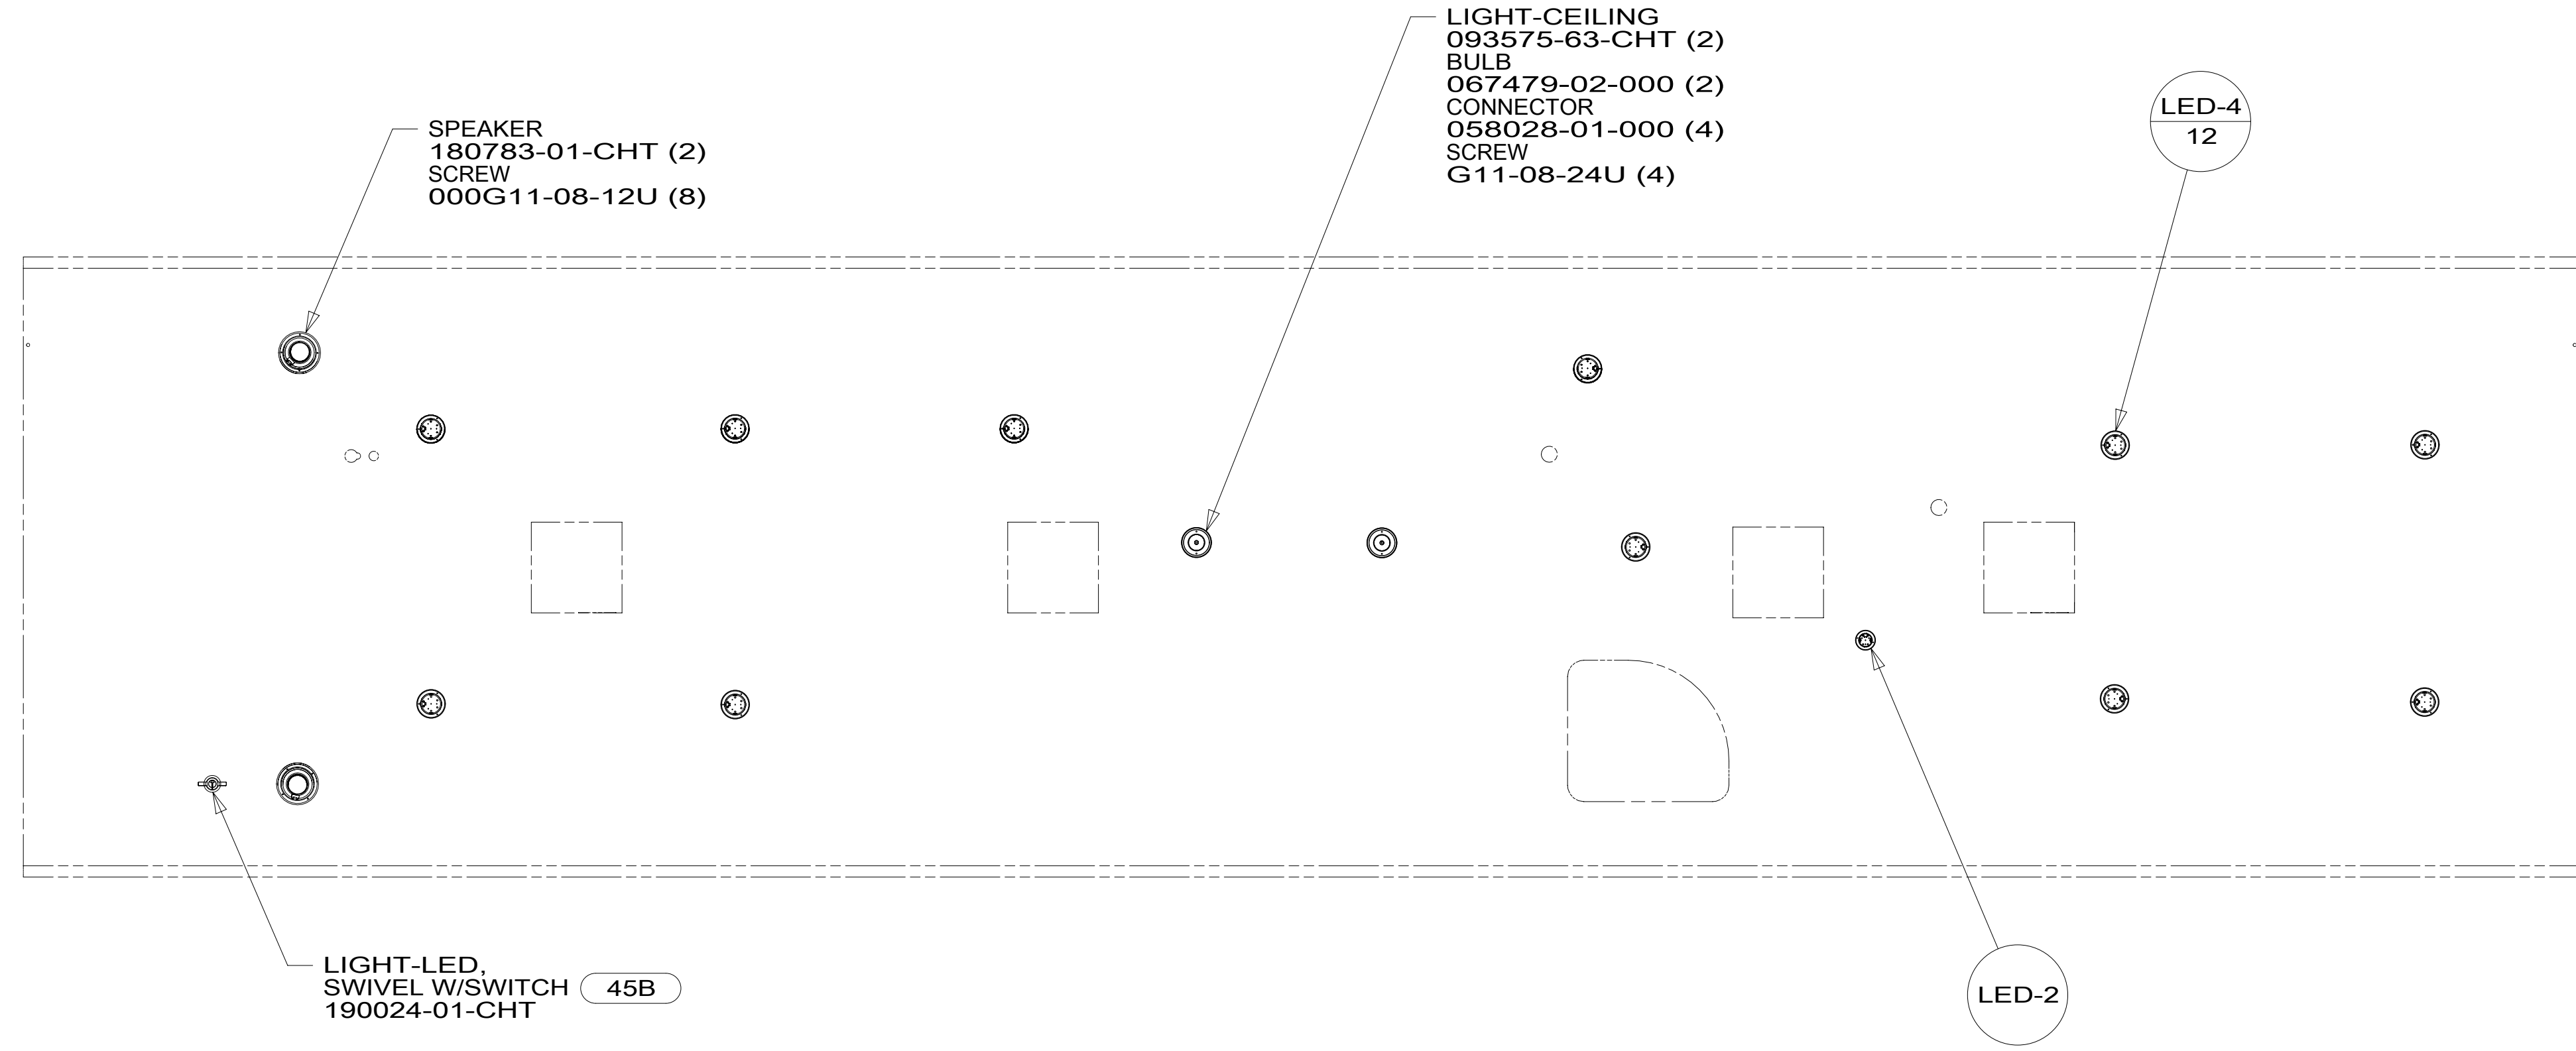 LIGHT-CEILING
093575-63-CHT (2)
BULB
067479-02-000 (2)
CONNECTOR
058028-01-000 (4)
SCREW
G11-08-24U (4)
SPEAKER
180783-01-CHT (2)
SCREW
000G11-08-12U (8)
LED-4
12
LIGHT-LED,
SWIVEL W/SWITCH 45B
190024-01-CHT
LED-2